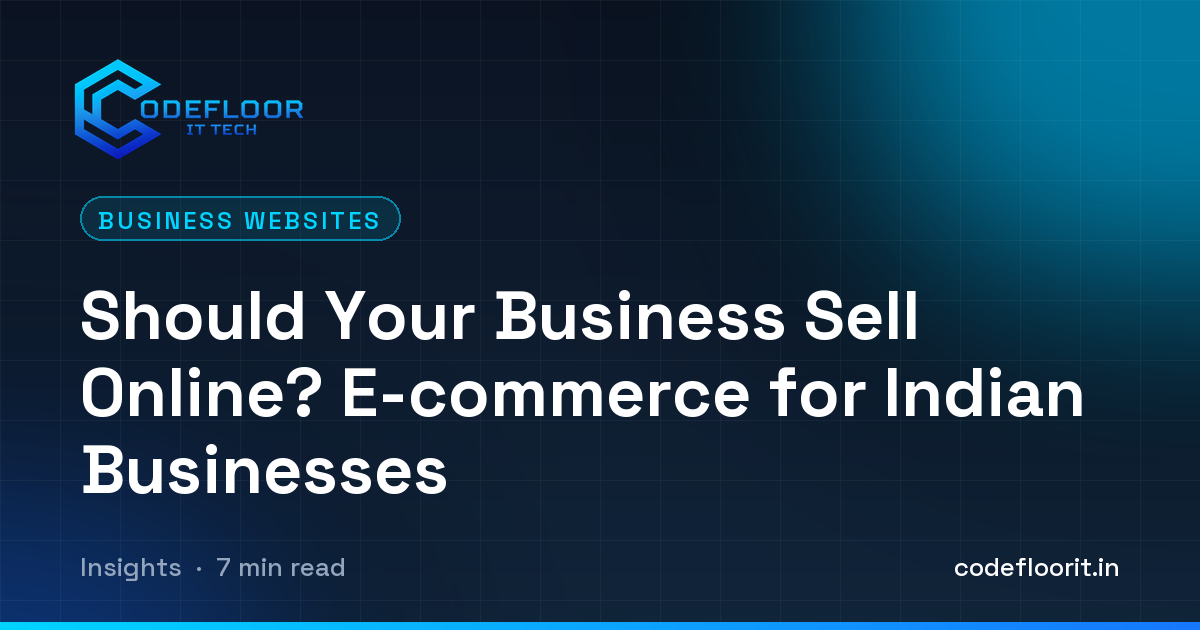 CODEFLOOR
IT TECH
BUSINESS WEBSITES
Should Your Business Sell
Online? E-commerce for Indian
Businesses
Insights · 7 min read
codefloorit.in